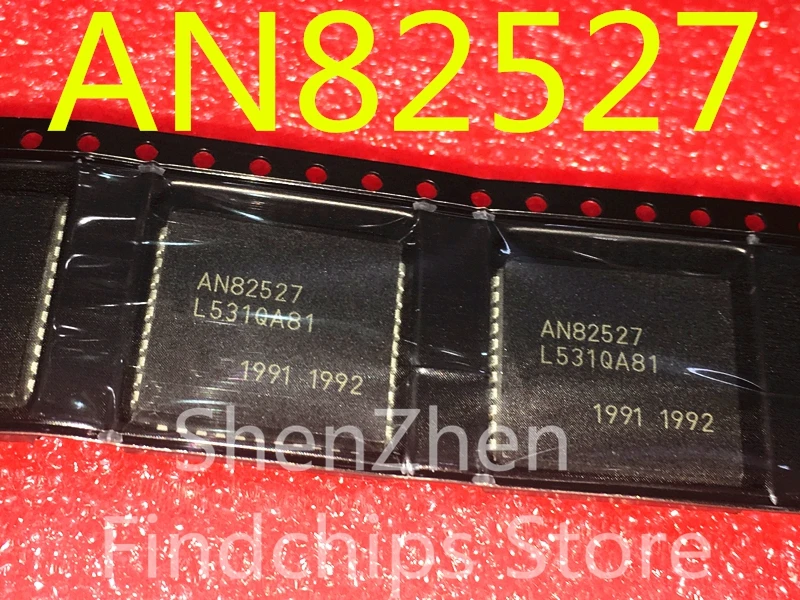 AN82527
AN82527
L531QA81
1991 1992
AN82527
L531QA81
1991 1992
ShenZhen
Findchips Store